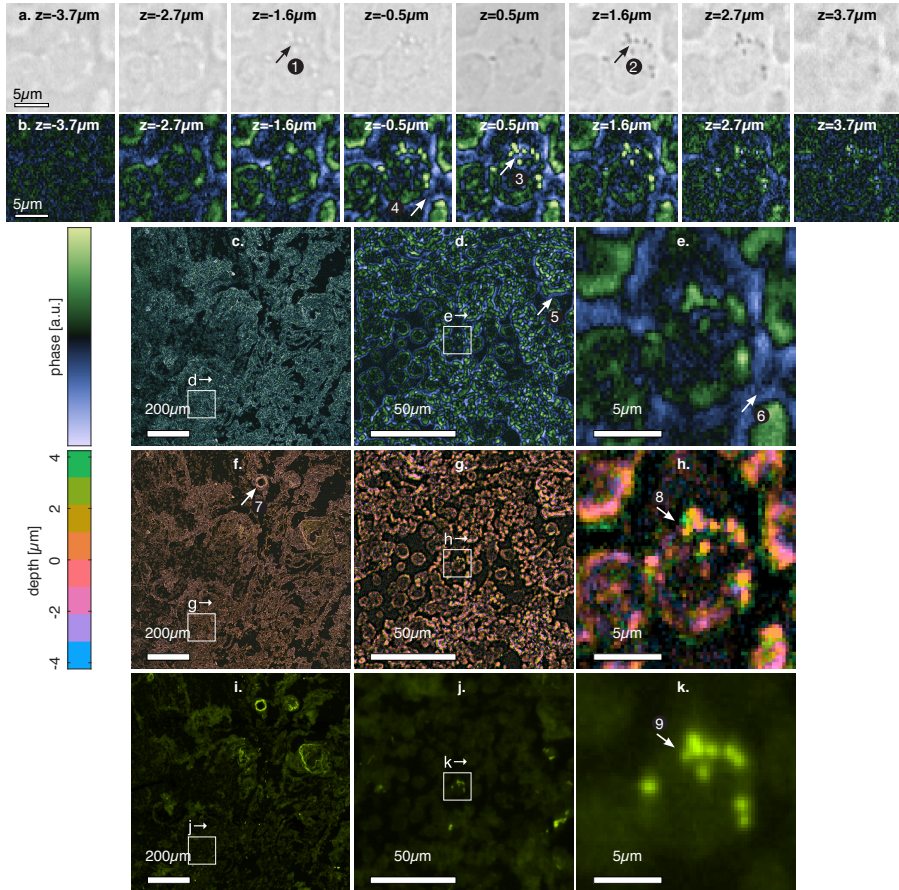 a. z=-3.7µm z=-2.7µm z=-1.6µm z=-0.5µm z=0.5µm z=1.6µm z=2.7µm z=3.7µm
1 2
5µm
b. z=-3.7µm z=-2.7µm z=-1.6µm z=-0.5µm z=0.5µm z=1.6µm z=2.7µm z=3.7µm
3
4
5µm
c. d. e.
phase [a.u.]
e→ 5
d→
200µm 50µm 5µm
6
f. g. h.
4
2
0
-2
-4
depth [µm]
7 8
h→
g→
200µm 50µm 5µm
i. j. k.
9
k→
j→
200µm 50µm 5µm